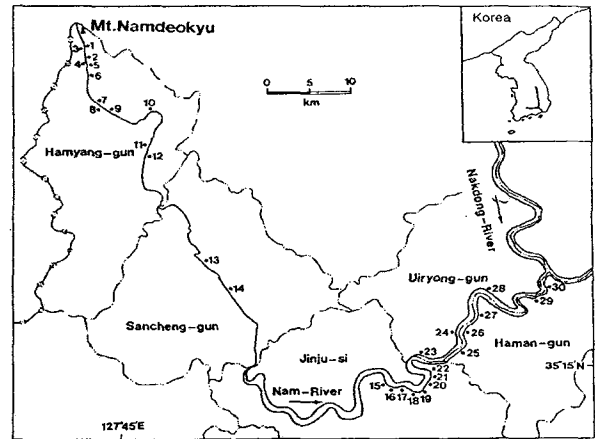 Mt.Namdeokyu
Korea
3 1
2
4 5
6
7
8 9
10
0 5 10
km
11
Hamyang-gun 12
Nakdong-River
13
Uiryong-gun
28
30
14
29
27
Sancheng-gun
24 26
Haman-gun
Jinju-si
23 25
35°15'N
22
Nam-River
15 21
16 17 20
18 19
127°45'E